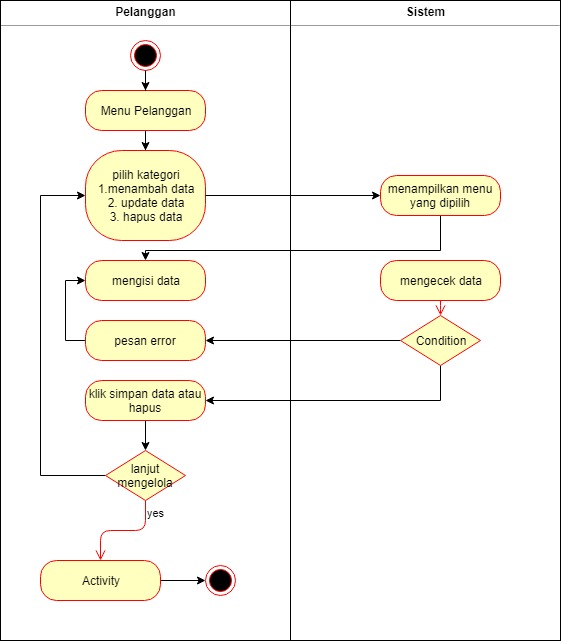 Pelanggan
Sistem
Menu Pelanggan
pilih kategori
1.menambah data
2. update data
3. hapus data
menampilkan menu
yang dipilih
mengisi data
mengecek data
pesan error
Condition
klik simpan data atau
hapus
lanjut
mengelola
yes
Activity